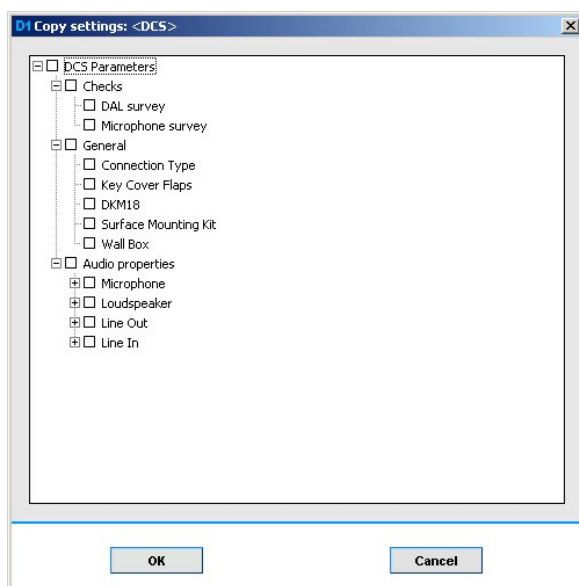 D1 Copy settings: <DCS>
DCS Parameters
Checks
DAL survey
Microphone survey
General
Connection Type
Key Cover Flaps
DKM18
Surface Mounting Kit
Wall Box
Audio properties
Microphone
Loudspeaker
Line Out
Line In
OK
Cancel